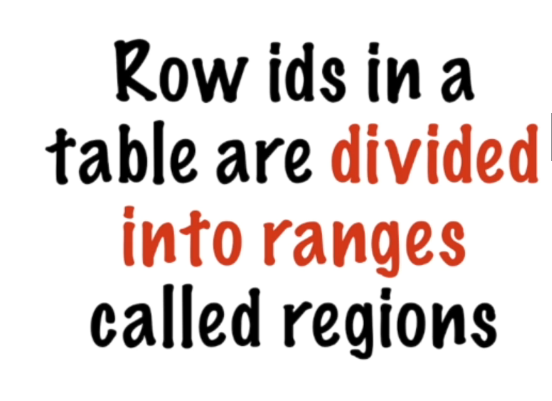 Row ids in a
table are divided
into ranges
called regions